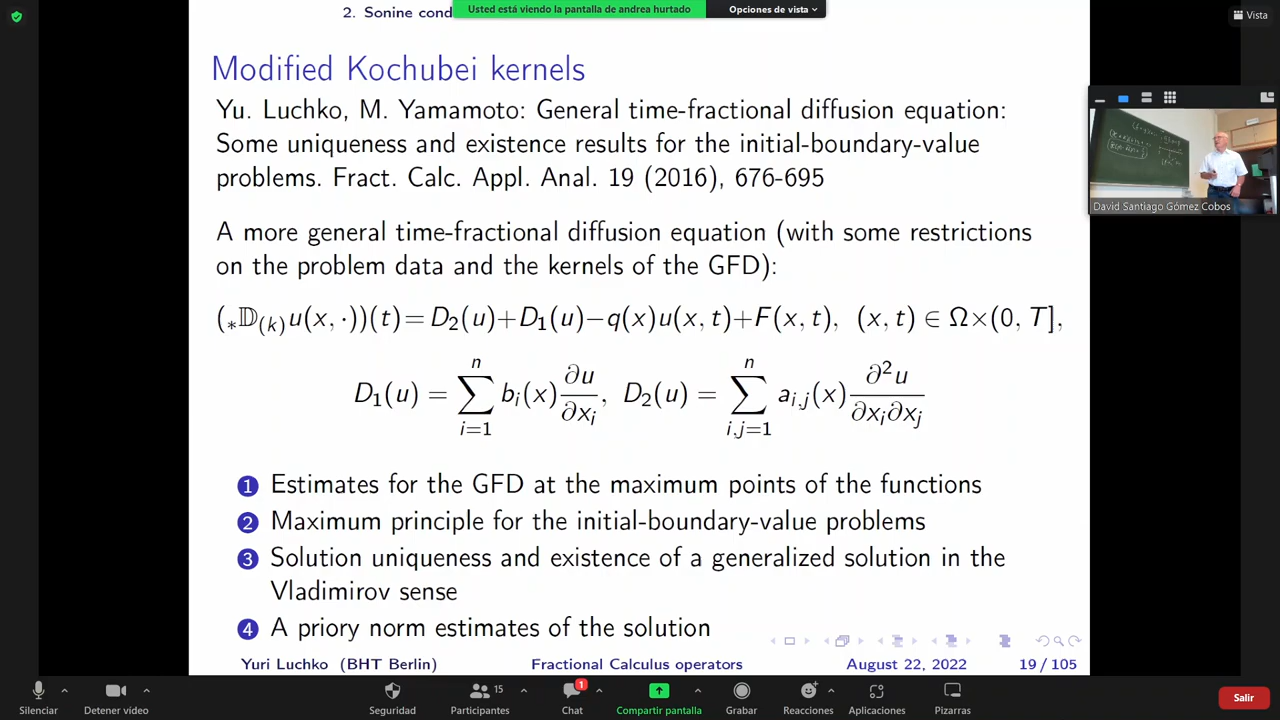 2. Sonine cond
Usted está viendo la pantalla de andrea hurtado
Opciones de vista
Vista
Modified Kochubei kernels
Yu. Luchko, M. Yamamoto: General time-fractional diffusion equation:
Some uniqueness and existence results for the initial-boundary-value
problems. Fract. Calc. Appl. Anal. 19 (2016), 676-695
David Santiago Gómez Cobos
A more general time-fractional diffusion equation (with some restrictions
on the problem data and the kernels of the GFD):
(∗𝔻(k)u(x, ·))(t)=D₂(u)+D₁(u)−q(x)u(x, t)+F(x, t), (x, t) ∈ Ω×(0, T],
D₁(u) = ∑ⁿᵢ₌₁ bᵢ(x) ∂u/∂xᵢ, D₂(u) = ∑ⁿᵢ,ⱼ₌₁ aᵢ,ⱼ(x) ∂²u/∂xᵢ∂xⱼ
1 Estimates for the GFD at the maximum points of the functions
2 Maximum principle for the initial-boundary-value problems
3 Solution uniqueness and existence of a generalized solution in the
Vladimirov sense
4 A priory norm estimates of the solution
Yuri Luchko (BHT Berlin) Fractional Calculus operators August 22, 2022 19 / 105
Silenciar Detener vídeo Seguridad Participantes 15 Chat 1 Compartir pantalla Grabar Reacciones Aplicaciones Pizarras Salir